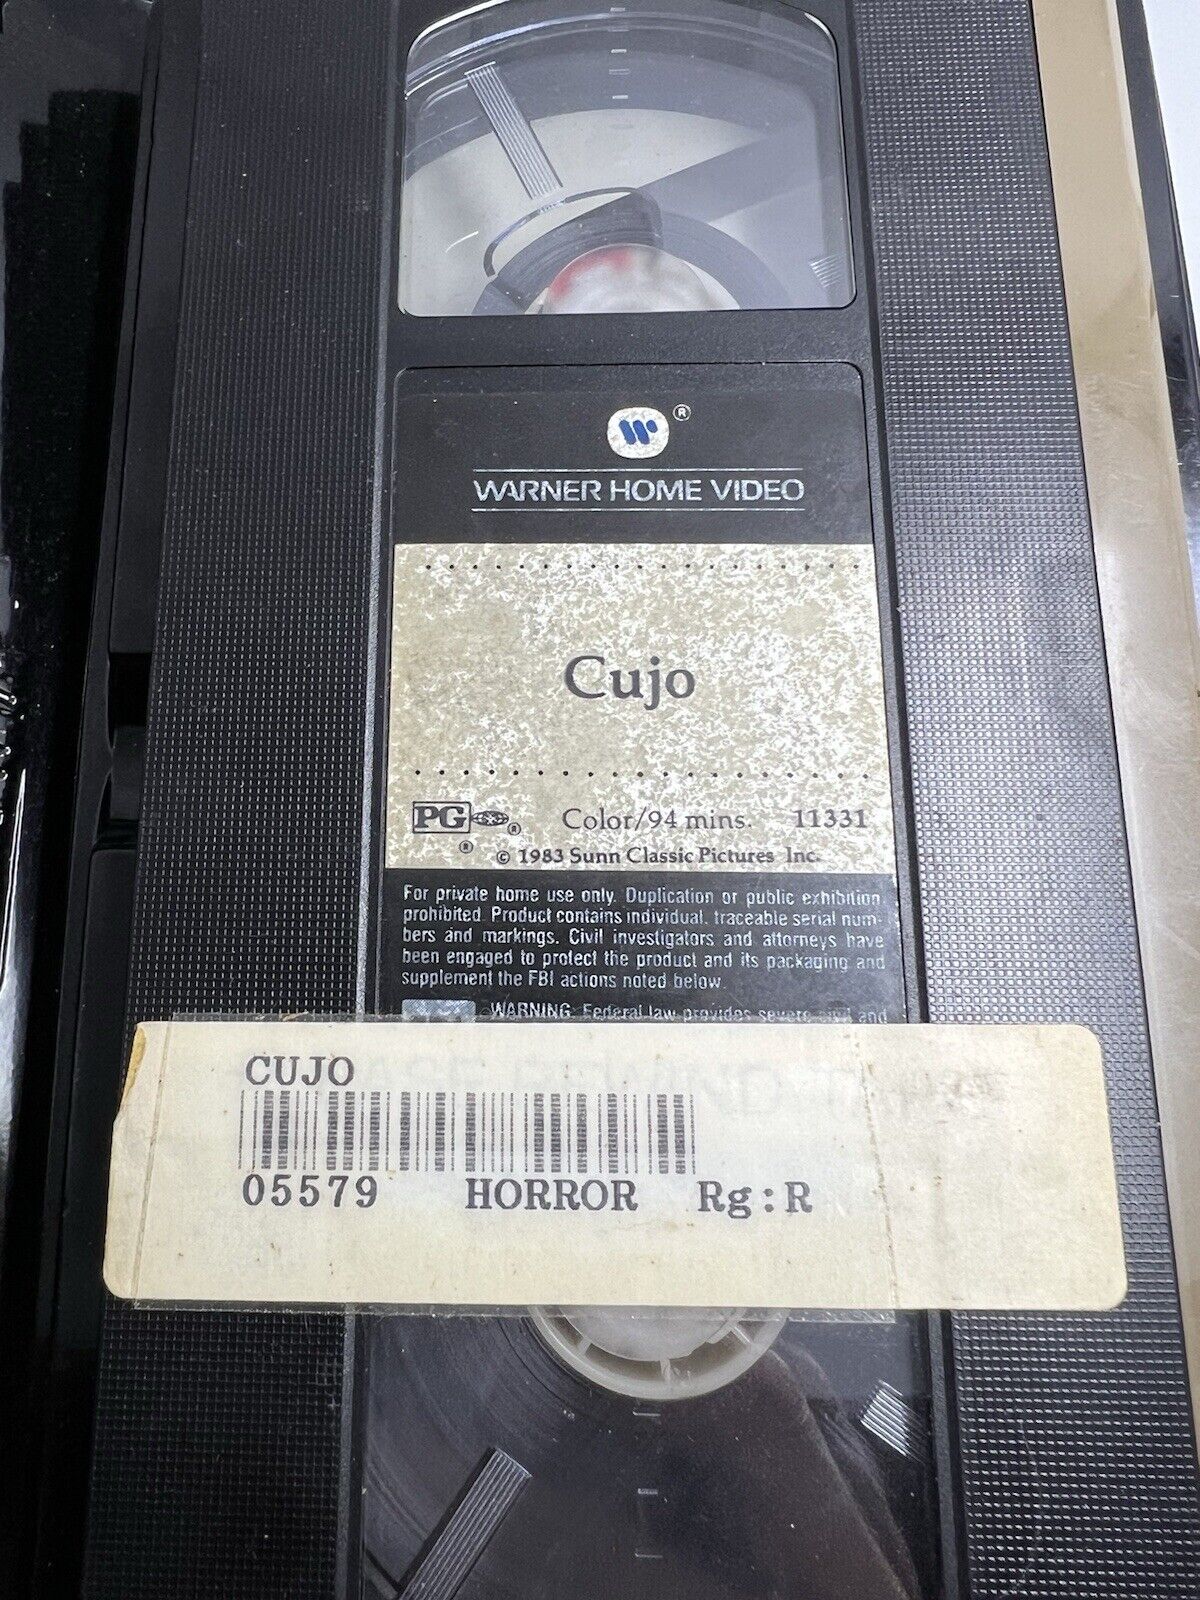 W ®
WARNER HOME VIDEO
Cujo
PG ® ® Color/94 mins. 11331
© 1983 Sunn Classic Pictures Inc.
For private home use only. Duplication or public exhibition
prohibited. Product contains individual, traceable serial num-
bers and markings. Civil investigators and attorneys have
been engaged to protect the product and its packaging and
supplement the FBI actions noted below.
WARNING: Federal law provides severe civil and
CUJO
05579 HORROR Rg:R